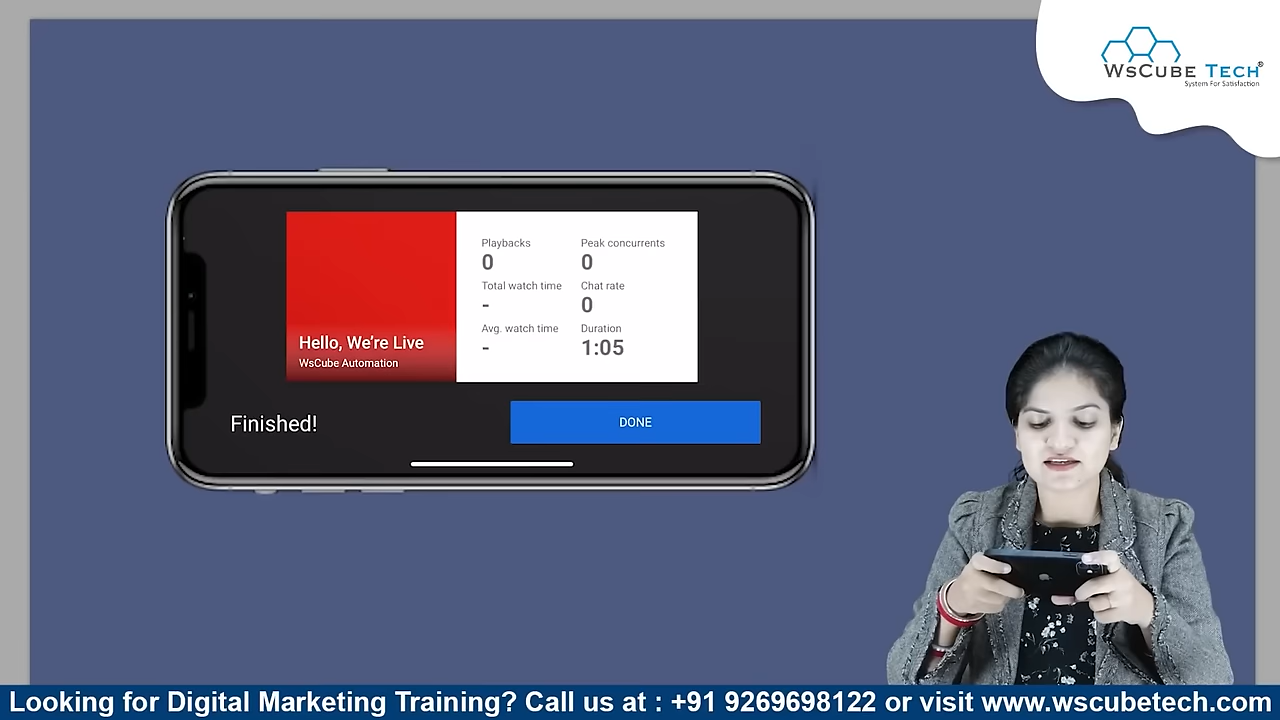 WsCube Tech®
System For Satisfaction
Playbacks
0
Peak concurrents
0
Total watch time
-
Chat rate
0
Avg. watch time
-
Duration
1:05
Hello, We're Live
WsCube Automation
Finished!
DONE
Looking for Digital Marketing Training? Call us at : +91 9269698122 or visit www.wscubetech.com